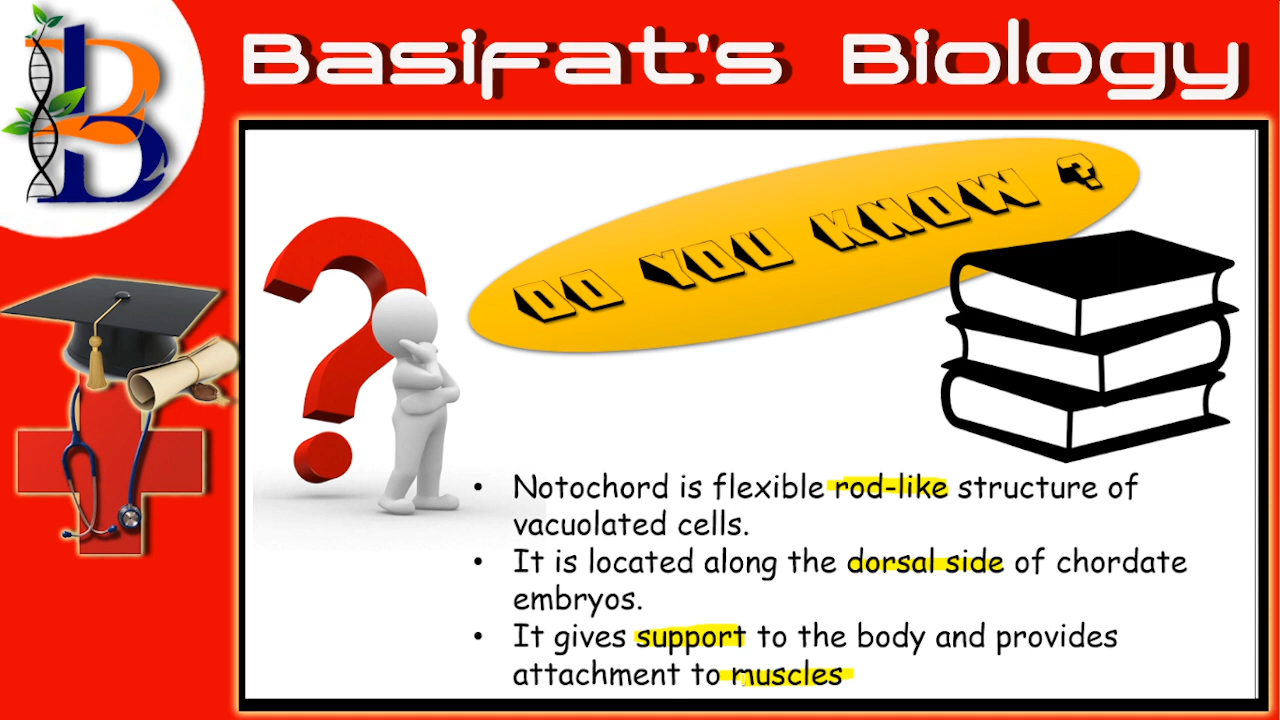 Basifat's Biology
B
DO YOU KNOW ?
• Notochord is flexible rod-like structure of
vacuolated cells.
• It is located along the dorsal side of chordate
embryos.
• It gives support to the body and provides
attachment to muscles